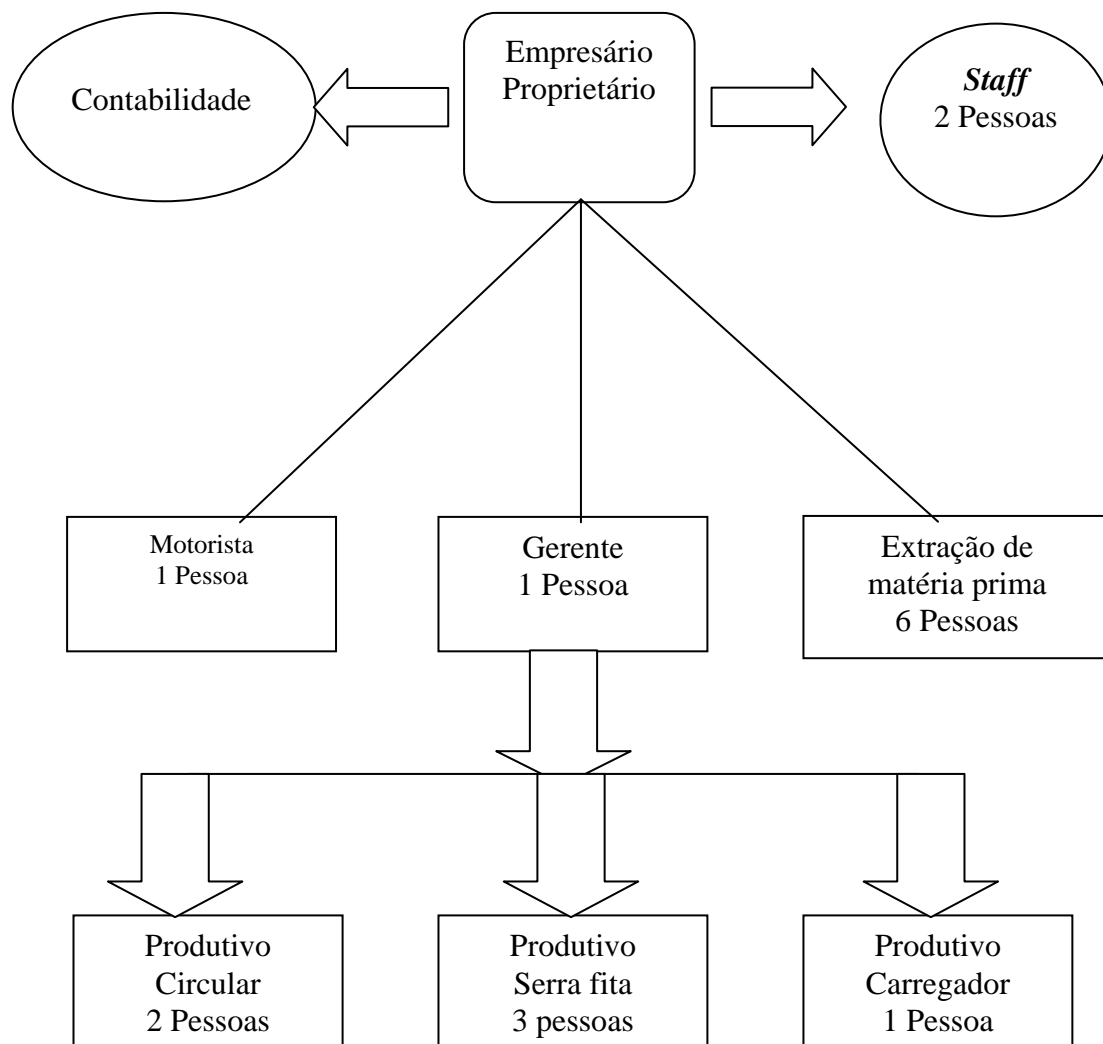 Contabilidade
Empresário
Proprietário
Staff
2 Pessoas
Motorista
1 Pessoa
Gerente
1 Pessoa
Extração de
matéria prima
6 Pessoas
Produtivo
Circular
2 Pessoas
Produtivo
Serra fita
3 pessoas
Produtivo
Carregador
1 Pessoa